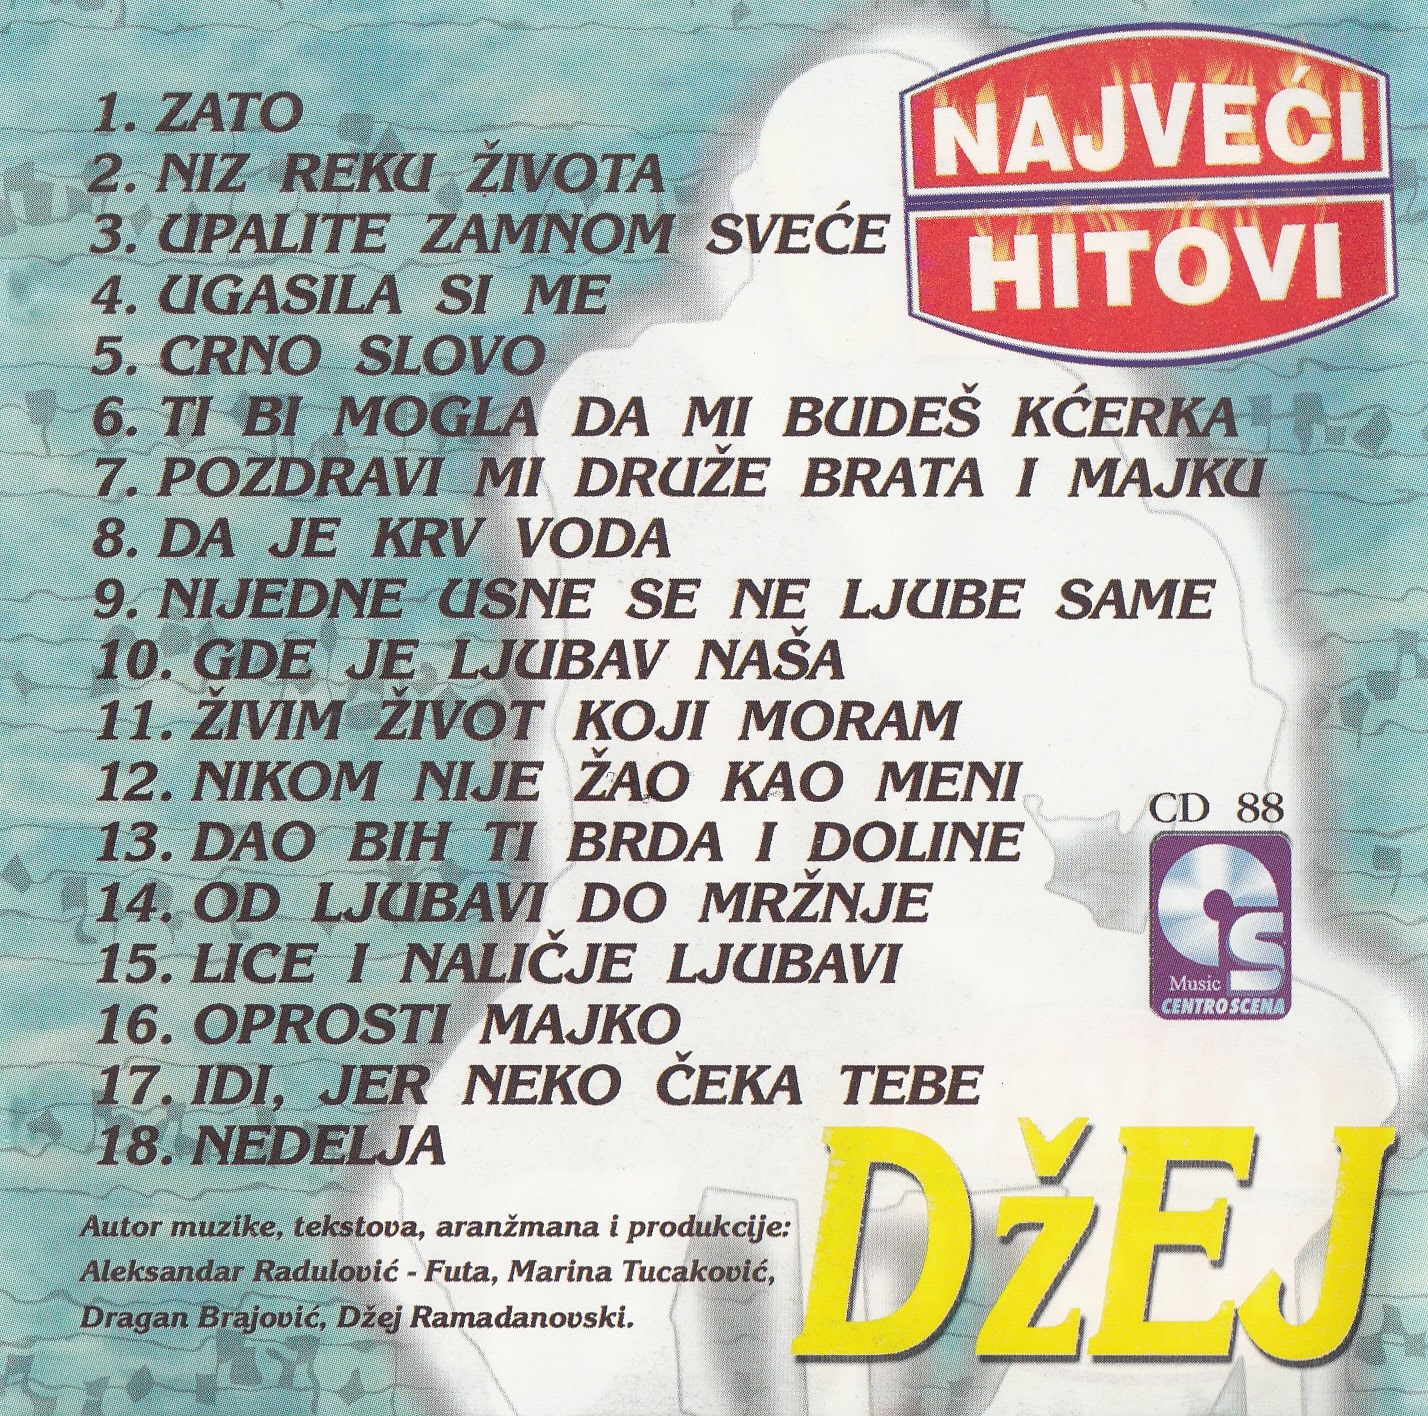 NAJVEĆI
HITOVI
1. ZATO
2. NIZ REKU ŽIVOTA
3. UPALITE ZAMNOM SVEĆE
4. UGASILA SI ME
5. CRNO SLOVO
6. TI BI MOGLA DA MI BUDEŠ KĆERKA
7. POZDRAVI MI DRUŽE BRATA I MAJKU
8. DA JE KRV VODA
9. NIJEDNE USNE SE NE LJUBE SAME
10. GDE JE LJUBAV NAŠA
11. ŽIVIM ŽIVOT KOJI MORAM
12. NIKOM NIJE ŽAO KAO MENI
13. DAO BIH TI BRDA I DOLINE
14. OD LJUBAVI DO MRŽNJE
15. LICE I NALIČJE LJUBAVI
16. OPROSTI MAJKO
17. IDI, JER NEKO ČEKA TEBE
18. NEDELJA
CD 88
CS
Music
CENTROSCENA
Autor muzike, tekstova, aranžmana i produkcije:
Aleksandar Radulović - Futa, Marina Tucaković,
Dragan Brajović, Džej Ramadanovski.
DžEJ